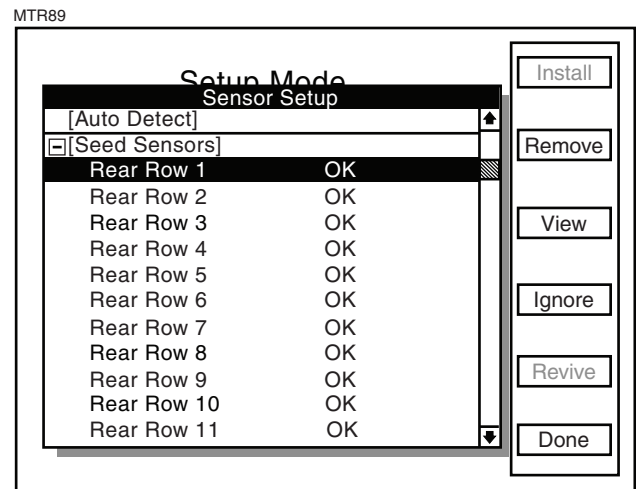 MTR89
Setup Mode
Sensor Setup
[Auto Detect]
[Seed Sensors]
Rear Row 1 OK
Rear Row 2 OK
Rear Row 3 OK
Rear Row 4 OK
Rear Row 5 OK
Rear Row 6 OK
Rear Row 7 OK
Rear Row 8 OK
Rear Row 9 OK
Rear Row 10 OK
Rear Row 11 OK
Install
Remove
View
Ignore
Revive
Done